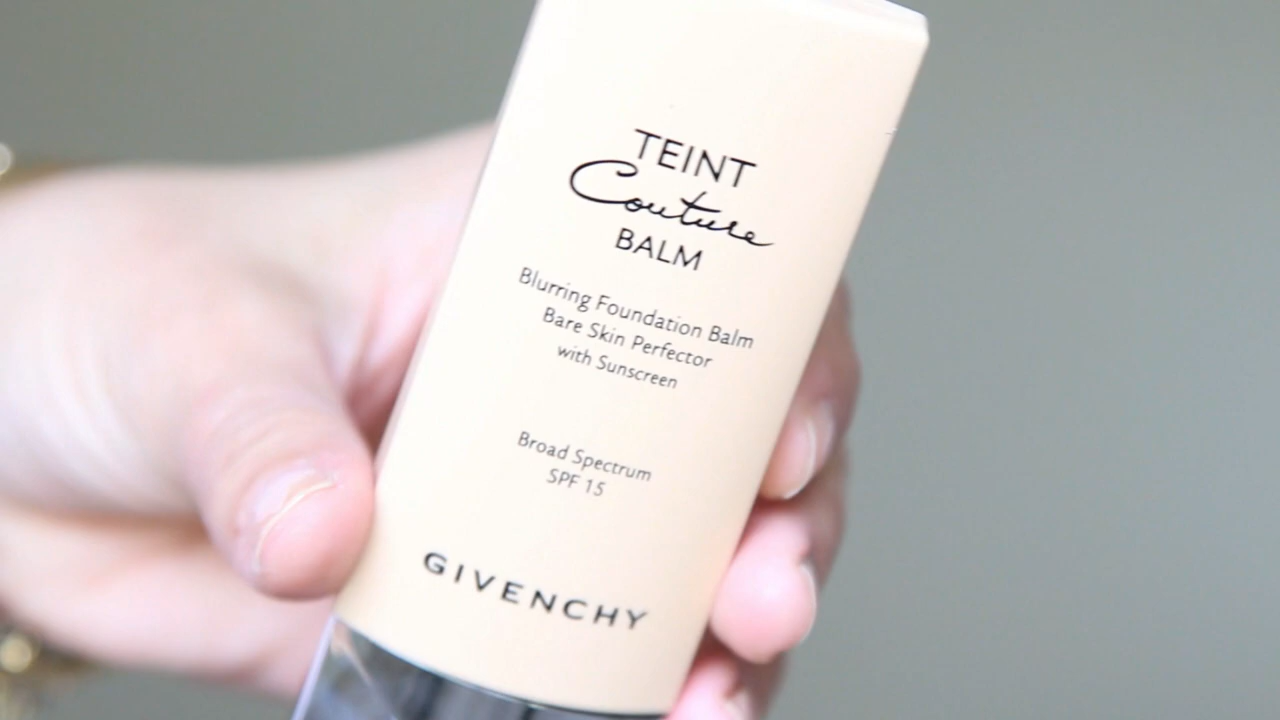 TEINT
Couture
BALM
Blurring Foundation Balm
Bare Skin Perfector
with Sunscreen
Broad Spectrum
SPF 15
GIVENCHY